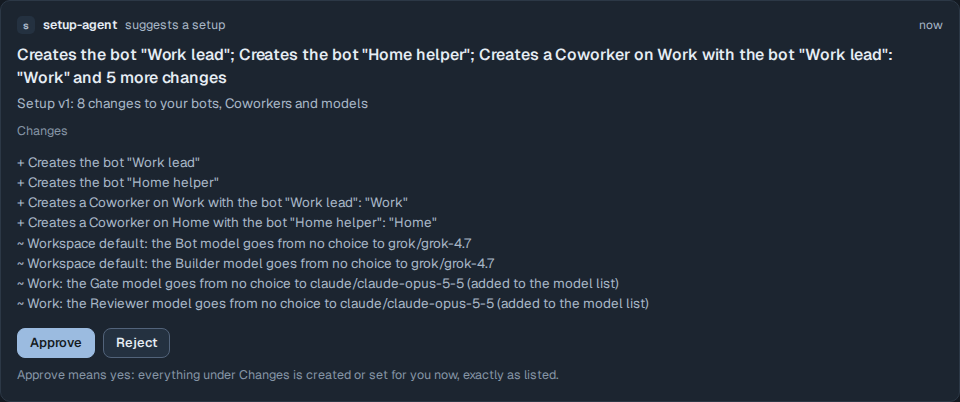 s setup-agent suggests a setup now
Creates the bot "Work lead"; Creates the bot "Home helper"; Creates a Coworker on Work with the bot "Work lead":
"Work" and 5 more changes
Setup v1: 8 changes to your bots, Coworkers and models
Changes
+ Creates the bot "Work lead"
+ Creates the bot "Home helper"
+ Creates a Coworker on Work with the bot "Work lead": "Work"
+ Creates a Coworker on Home with the bot "Home helper": "Home"
~ Workspace default: the Bot model goes from no choice to grok/grok-4.7
~ Workspace default: the Builder model goes from no choice to grok/grok-4.7
~ Work: the Gate model goes from no choice to claude/claude-opus-5-5 (added to the model list)
~ Work: the Reviewer model goes from no choice to claude/claude-opus-5-5 (added to the model list)
Approve Reject
Approve means yes: everything under Changes is created or set for you now, exactly as listed.